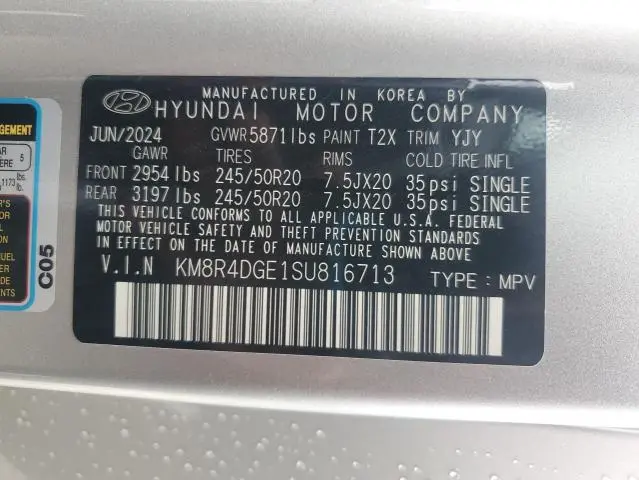 MANUFACTURED IN KOREA BY
HYUNDAI MOTOR COMPANY
JUN/2024 GVWR 5871 lbs PAINT T2X TRIM YJY
GAWR TIRES RIMS COLD TIRE INFL
FRONT 2954 lbs 245/50R20 7.5JX20 35psi SINGLE
REAR 3197 lbs 245/50R20 7.5JX20 35psi SINGLE
THIS VEHICLE CONFORMS TO ALL APPLICABLE U.S.A. FEDERAL
MOTOR VEHICLE SAFETY AND THEFT PREVENTION STANDARDS
IN EFFECT ON THE DATE OF MANUFACTURE SHOWN ABOVE
V.I.N KM8R4DGE1SU816713 TYPE : MPV
5
1173 lbs.
C05